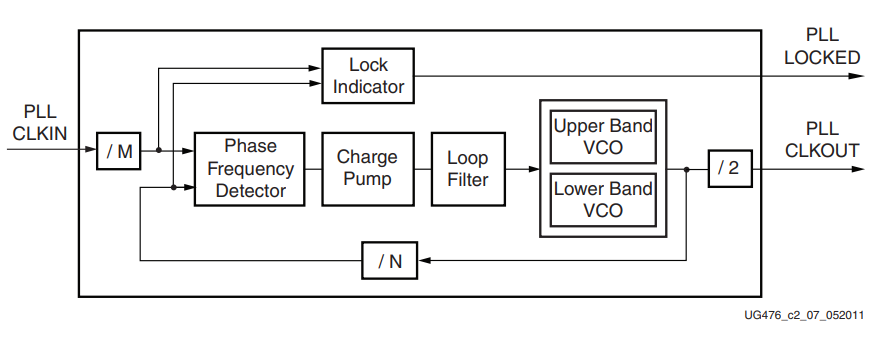 PLL
LOCKED
Lock
Indicator
PLL
CLKIN
/ M
Phase
Frequency
Detector
Charge
Pump
Loop
Filter
Upper Band
VCO
Lower Band
VCO
/ 2
PLL
CLKOUT
/ N
UG476_c2_07_052011